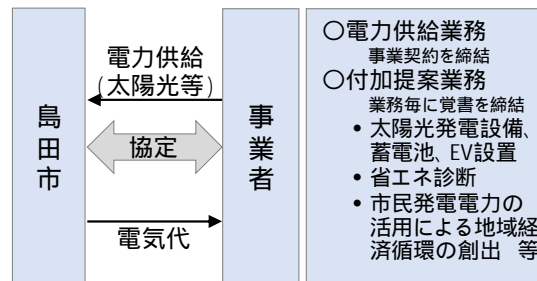 島田市
電力供給
(太陽光等)
協定
電気代
事業者
○電力供給業務
事業契約を締結
○付加提案業務
業務毎に覚書を締結
• 太陽光発電設備、
蓄電池、EV設置
• 省エネ診断
• 市民発電電力の
活用による地域経
済循環の創出 等